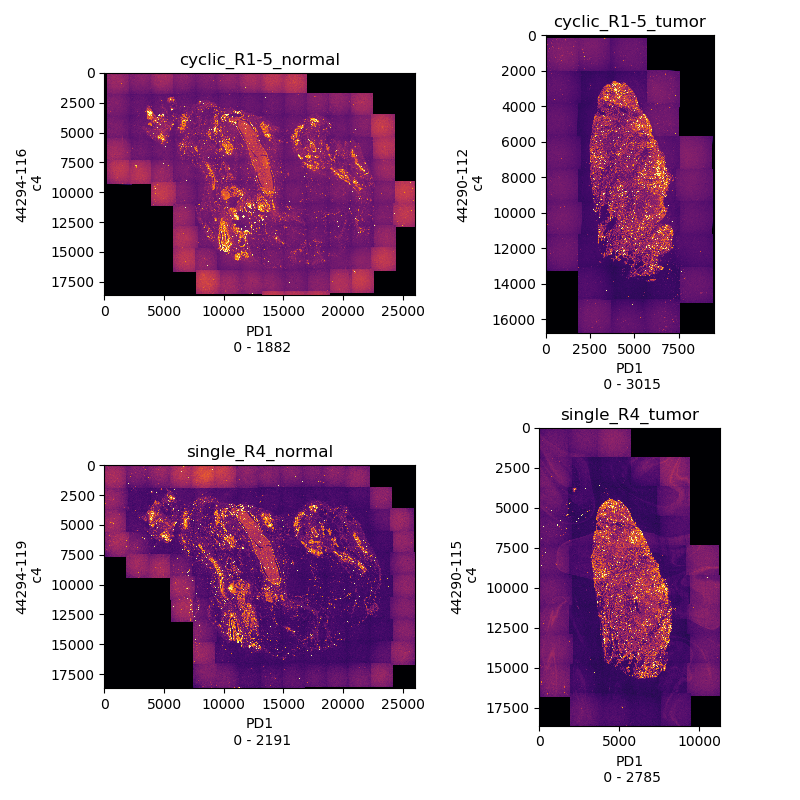 cyclic_R1-5_normal
0
2500
5000
7500
10000
12500
15000
17500
44294-116
c4
0 5000 10000 15000 20000 25000
PD1
0 - 1882
cyclic_R1-5_tumor
0
2000
4000
6000
8000
10000
12000
14000
16000
44290-112
c4
0 2500 5000 7500
PD1
0 - 3015
single_R4_normal
0
2500
5000
7500
10000
12500
15000
17500
44294-119
c4
0 5000 10000 15000 20000 25000
PD1
0 - 2191
single_R4_tumor
0
2500
5000
7500
10000
12500
15000
17500
44290-115
c4
0 5000 10000
PD1
0 - 2785